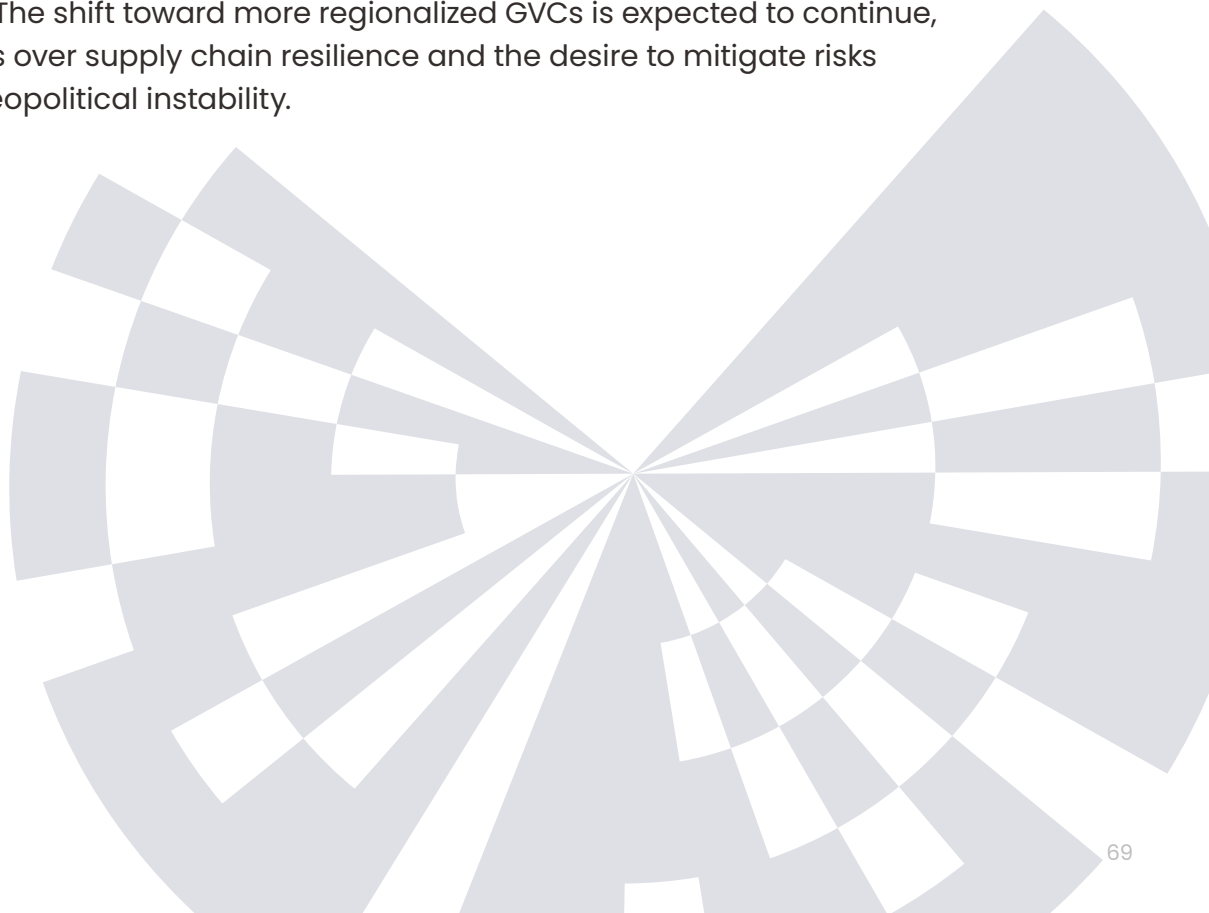 The shift toward more regionalized GVCs is expected to continue,
over supply chain resilience and the desire to mitigate risks
instability.
69